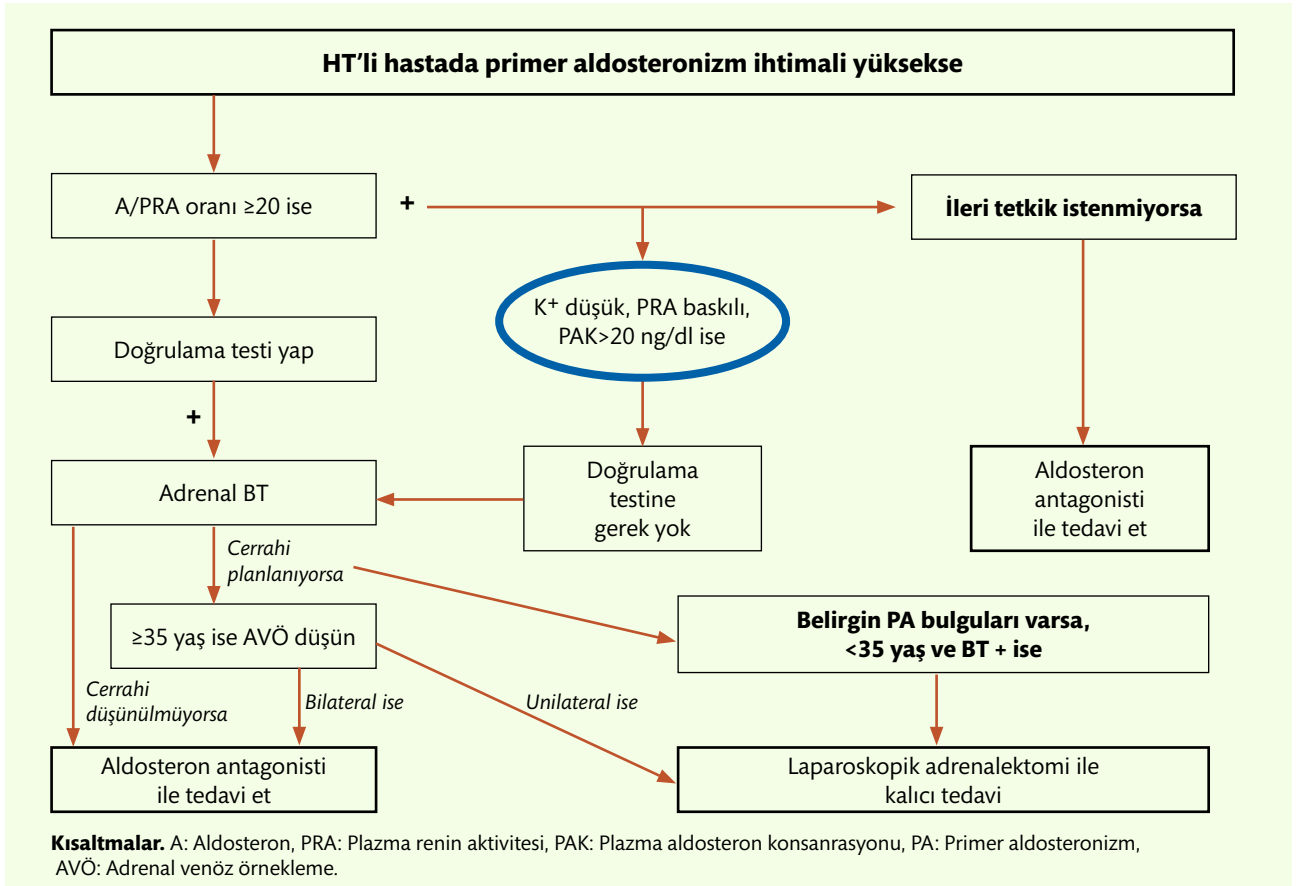 HT'li hastada primer aldosteronizm ihtimali yüksekse
A/PRA oranı ≥20 ise
+
İleri tetkik istenmiyorsa
K+ düşük, PRA baskılı,
PAK>20 ng/dl ise
Doğrulama testi yap
+
Adrenal BT
Doğrulama
testine
gerek yok
Aldosteron
antagonisti
ile tedavi et
Cerrahi
planlanıyorsa
≥35 yaş ise AVÖ düşün
Belirgin PA bulguları varsa,
<35 yaş ve BT + ise
Cerrahi
düşünülmüyorsa
Bilateral ise
Unilateral ise
Aldosteron antagonisti
ile tedavi et
Laparoskopik adrenalektomi ile
kalıcı tedavi
Kısaltmalar. A: Aldosteron, PRA: Plazma renin aktivitesi, PAK: Plazma aldosteron konsanrasyonu, PA: Primer aldosteronizm,
AVÖ: Adrenal venöz örnekleme.